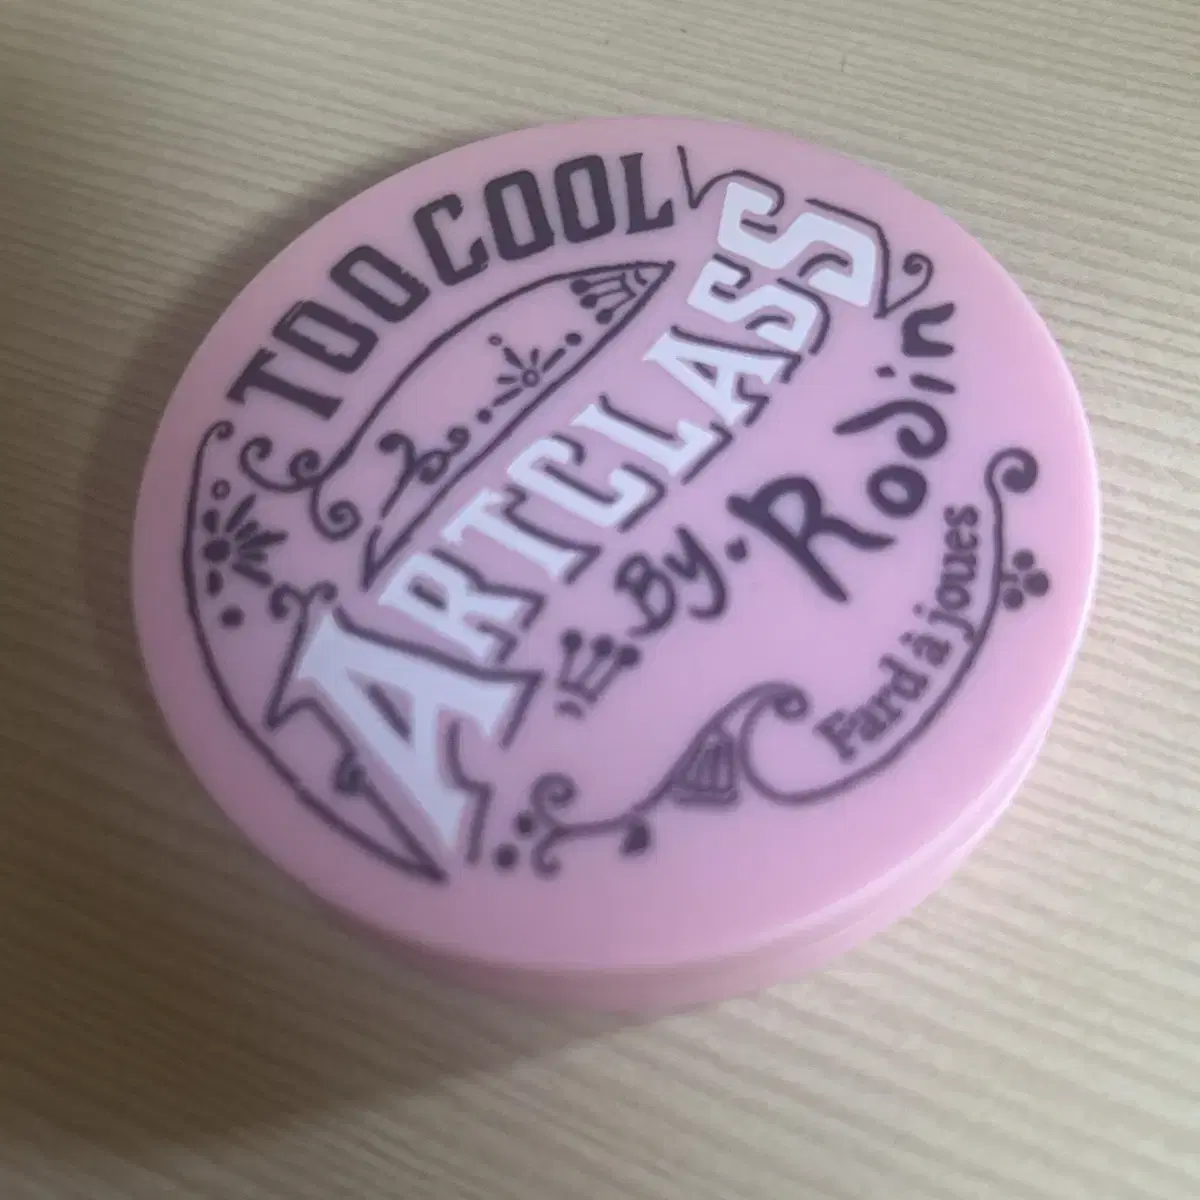 TOO COOL
ARTCLASS
By. Rodin
Fard à joues